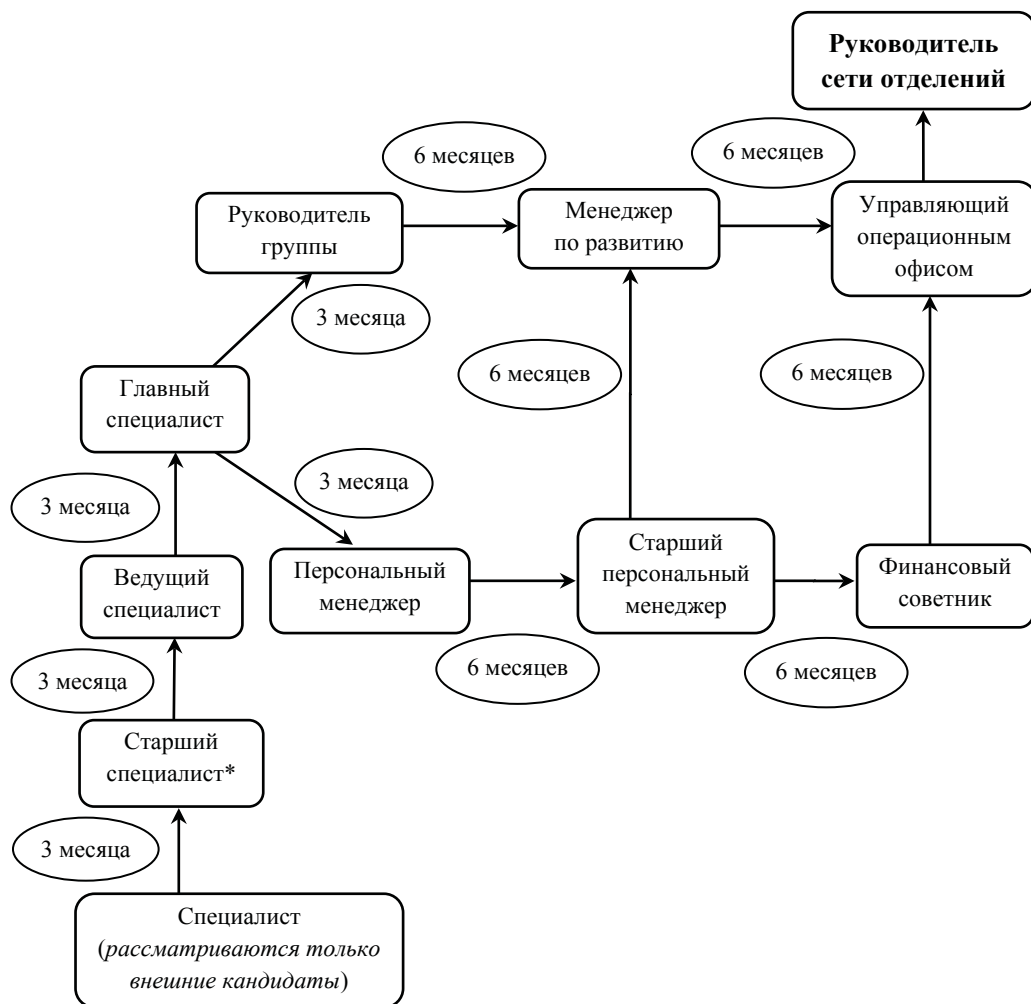 Руководитель
сети отделений
6 месяцев
6 месяцев
Руководитель
группы
Менеджер
по развитию
Управляющий
операционным
офисом
3 месяца
6 месяцев
6 месяцев
Главный
специалист
3 месяца
3 месяца
Ведущий
специалист
Персональный
менеджер
Старший
персональный
менеджер
Финансовый
советник
3 месяца
6 месяцев
6 месяцев
Старший
специалист*
3 месяца
Специалист
(рассматриваются только
внешние кандидаты)